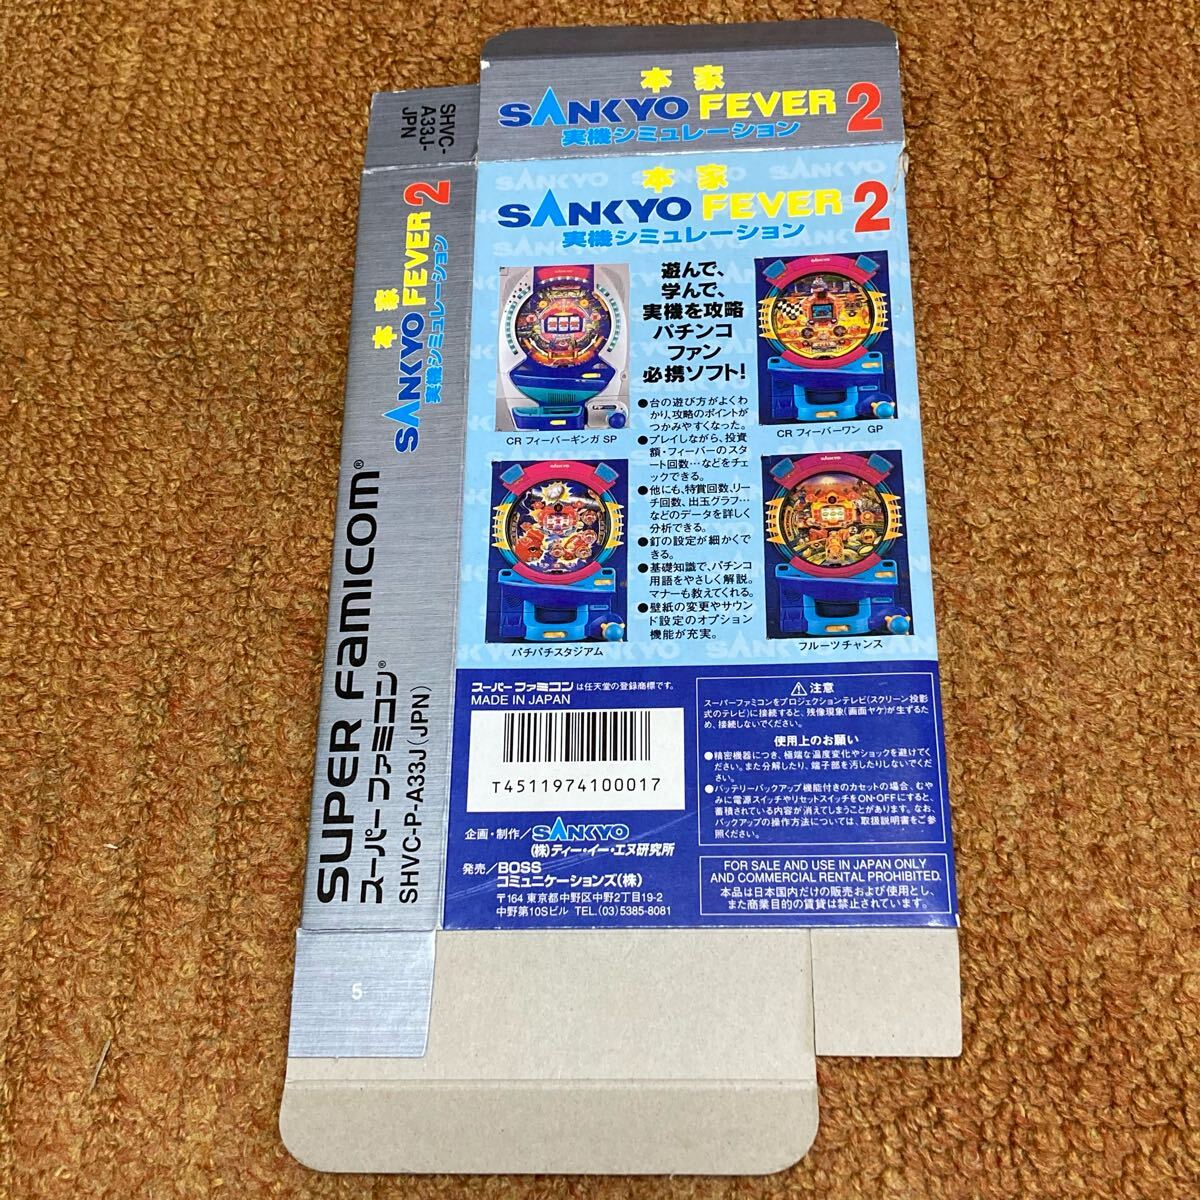 本家
SANKYO FEVER 2
実機シミュレーション
SHVC-
A33J-
JPN
本家
SANKYO FEVER 2
実機シミュレーション
SUPER Famicom®
スーパーファミコン®
SHVC-P-A33J(JPN)
5
本家
SANKYO FEVER 2
実機シミュレーション
遊んで、
学んで、
実機を攻略
パチンコ
ファン
必携ソフト!
CR フィーバーギンガ SP
CR フィーバーワン GP
パチパチスタジアム
フルーツチャンス
●台の遊び方がよくわ
かり、攻略のポイントが
つかみやすくなった。
●プレイしながら、投資
額・フィーバーのスタ
ート回数…などをチェ
ックできる。
●他にも、特賞回数、リー
チ回数、出玉グラフ…
などのデータを詳しく
分析できる。
●釘の設定が細かくで
きる。
●基礎知識で、パチンコ
用語をやさしく解説。
マナーも教えてくれる。
●壁紙の変更やサウン
ド設定のオプション
機能が充実。
スーパーファミコンは任天堂の登録商標です。
MADE IN JAPAN
T4511974100017
企画・制作/SANKYO
(株)ティー・イー・エヌ研究所
発売/BOSS
コミュニケーションズ(株)
〒164 東京都中野区中野2丁目19-2
中野第10Sビル TEL.(03)5385-8081
⚠注意
スーパーファミコンをプロジェクションテレビ(スクリーン投影
式のテレビ)に接続すると、残像現象(画面ヤケ)が生ずるた
め、接続しないでください。
使用上のお願い
●精密機器につき、極端な温度変化やショックを避けてく
ださい。また分解したり、端子部を汚したりしないでくだ
さい。
●バッテリーバックアップ機能付きのカセットの場合、むや
みに電源スイッチやリセットスイッチをON・OFFにすると、
蓄積されている内容が消えてしまうことがあります。なお、
バックアップの操作方法については、取扱説明書をご参
照ください。
FOR SALE AND USE IN JAPAN ONLY
AND COMMERCIAL RENTAL PROHIBITED.
本品は日本国内だけの販売および使用とし、
また商業目的の賃貸は禁止されています。